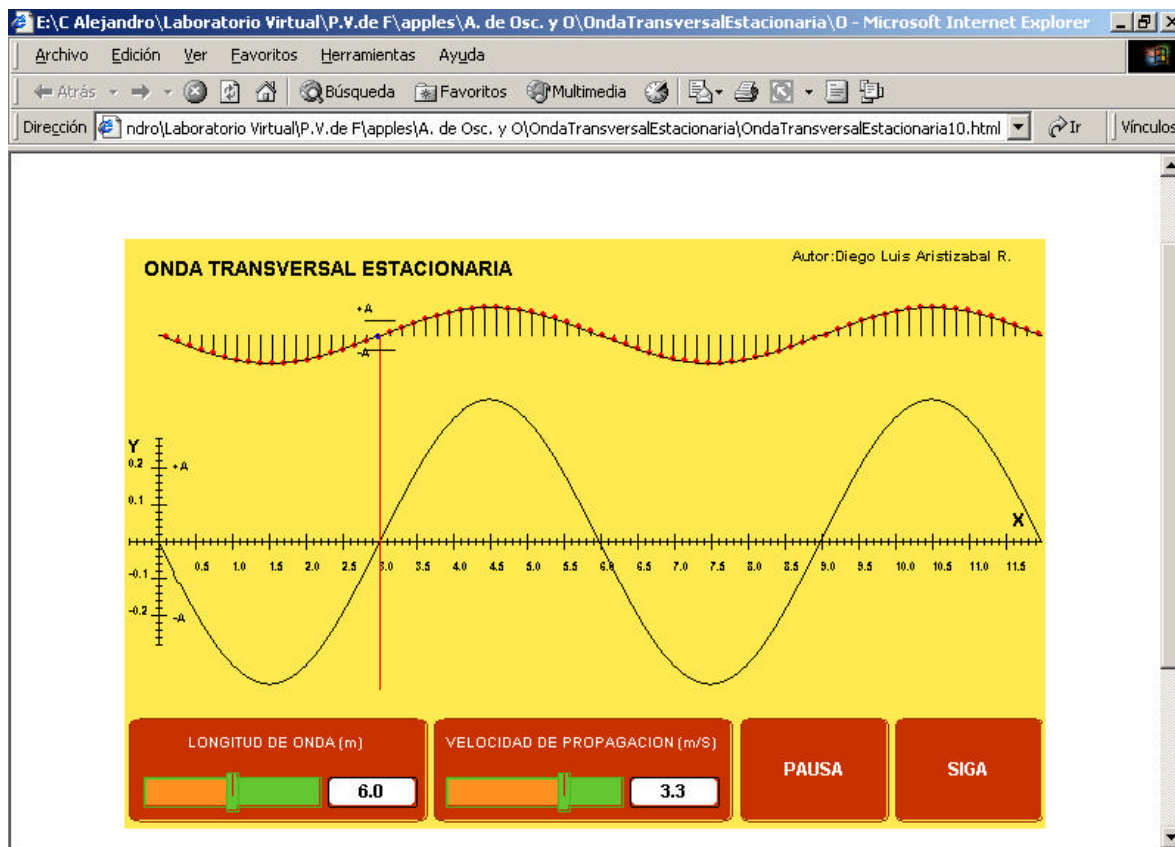 E:\C Alejandro\Laboratorio Virtual\P.V.de F\apples\A. de Osc. y O\OndaTransversalEstacionaria\O - Microsoft Internet Explorer
Archivo Edición Ver Favoritos Herramientas Ayuda
Atrás Búsqueda Favoritos Multimedia
Dirección ndro\Laboratorio Virtual\P.V.de F\apples\A. de Osc. y O\OndaTransversalEstacionaria\OndaTransversalEstacionaria10.html Ir Vínculos
ONDA TRANSVERSAL ESTACIONARIA Autor:Diego Luis Aristizabal R.
+A
-A
Y
0.2 +A
0.1
X
-0.1 0.5 1.0 1.5 2.0 2.5 3.0 3.5 4.0 4.5 5.0 5.5 6.0 6.5 7.0 7.5 8.0 8.5 9.0 9.5 10.0 10.5 11.0 11.5
-0.2 -A
LONGITUD DE ONDA (m) VELOCIDAD DE PROPAGACION (m/S)
PAUSA SIGA
6.0 3.3